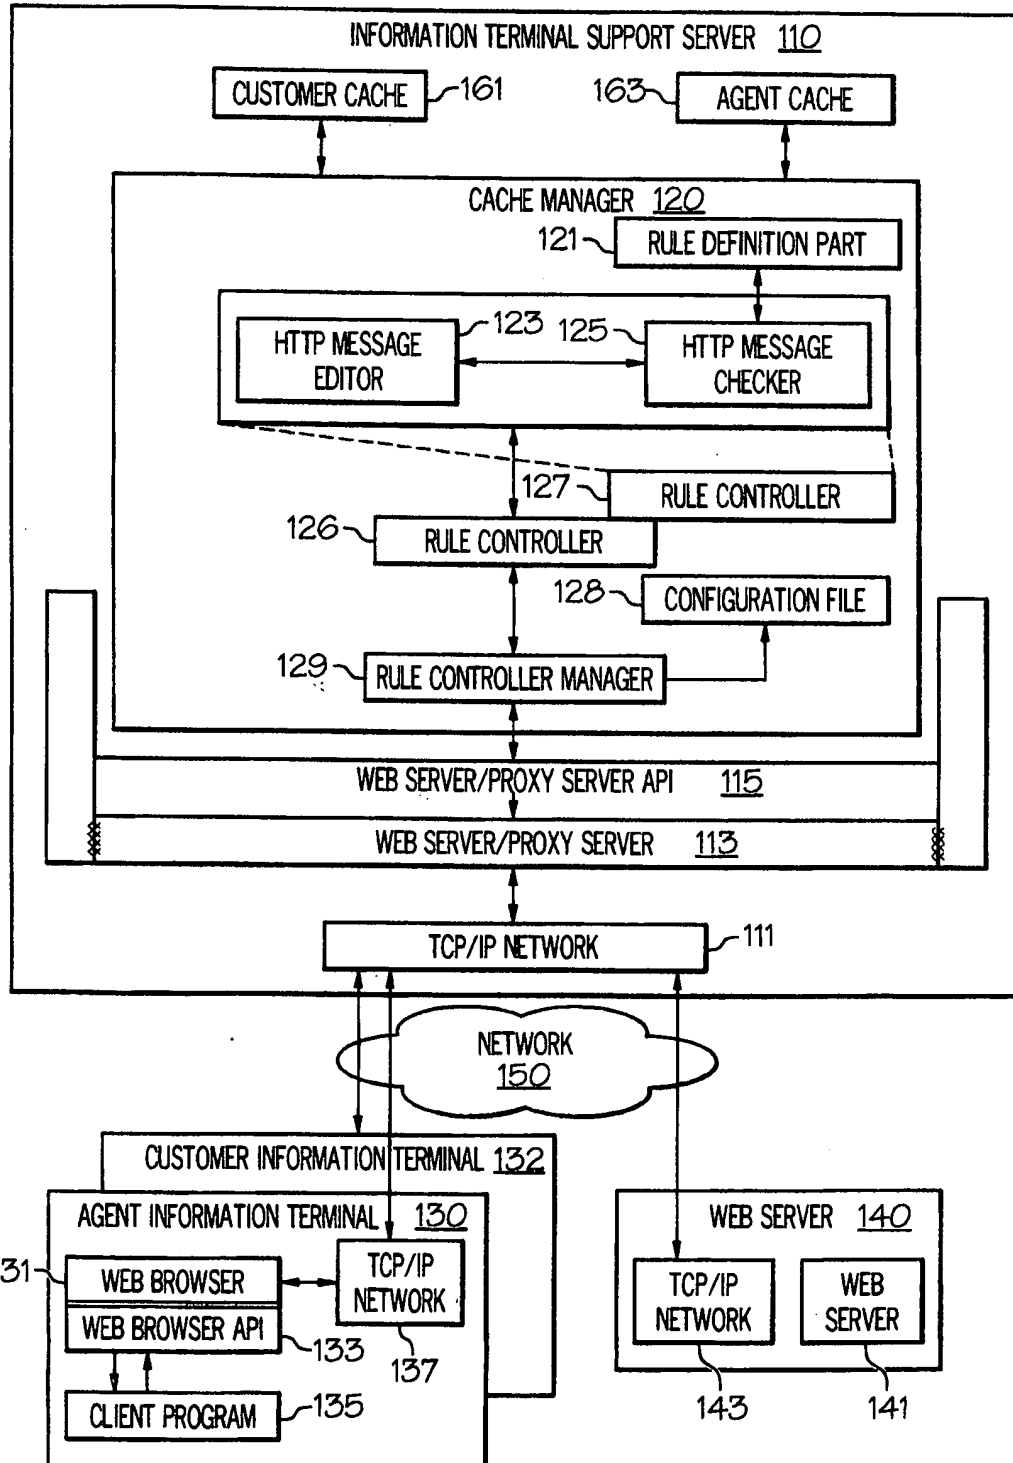 INFORMATION TERMINAL SUPPORT SERVER 110
CUSTOMER CACHE
161
163
AGENT CACHE
CACHE MANAGER 120
121
RULE DEFINITION PART
HTTP MESSAGE
EDITOR
123
125
HTTP MESSAGE
CHECKER
127
RULE CONTROLLER
126
RULE CONTROLLER
128
CONFIGURATION FILE
129
RULE CONTROLLER MANAGER
WEB SERVER/PROXY SERVER API 115
WEB SERVER/PROXY SERVER 113
TCP/IP NETWORK
111
NETWORK
150
CUSTOMER INFORMATION TERMINAL 132
AGENT INFORMATION TERMINAL 130
31
WEB BROWSER
WEB BROWSER API
133
TCP/IP
NETWORK
137
CLIENT PROGRAM
135
WEB SERVER 140
TCP/IP
NETWORK
143
WEB
SERVER
141